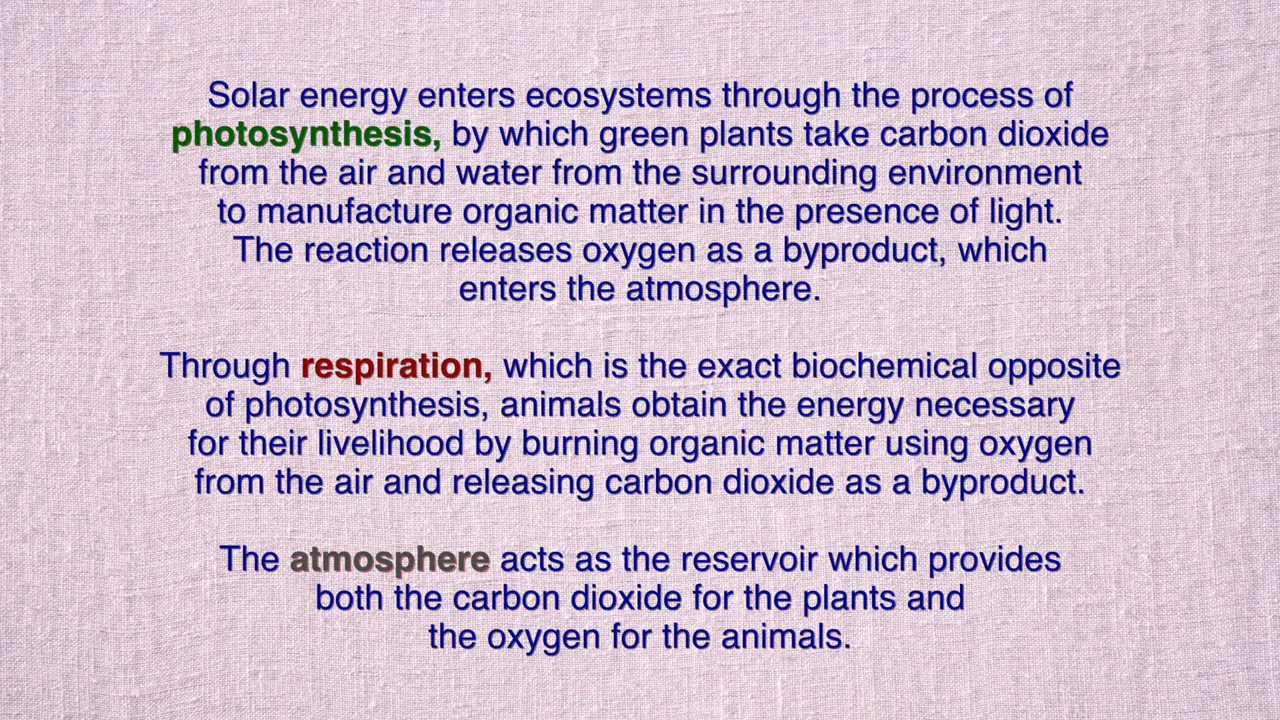 Solar energy enters ecosystems through the process of
photosynthesis, by which green plants take carbon dioxide
from the air and water from the surrounding environment
to manufacture organic matter in the presence of light.
The reaction releases oxygen as a byproduct, which
enters the atmosphere.
Through respiration, which is the exact biochemical opposite
of photosynthesis, animals obtain the energy necessary
for their livelihood by burning organic matter using oxygen
from the air and releasing carbon dioxide as a byproduct.
The atmosphere acts as the reservoir which provides
both the carbon dioxide for the plants and
the oxygen for the animals.